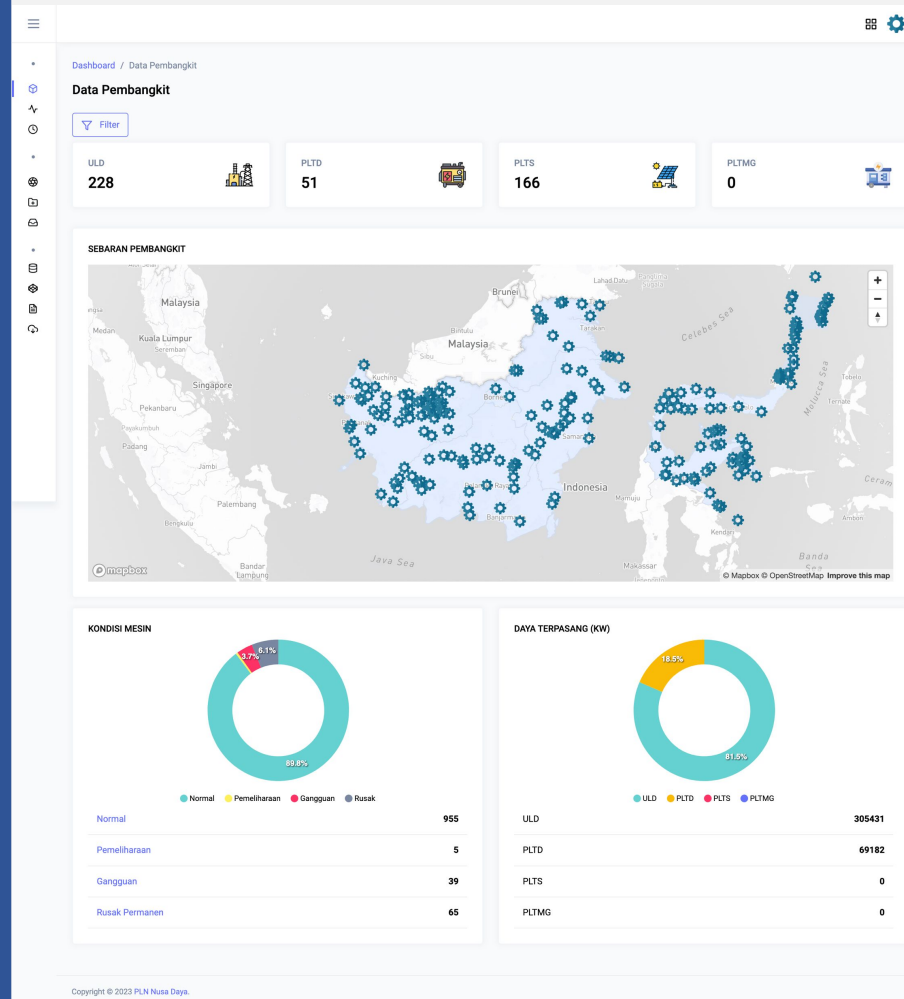 Dashboard / Data Pembangkit
Data Pembangkit
Filter
ULD
228
PLTD
51
PLTS
166
PLTMG
0
SEBARAN PEMBANGKIT
Malaysia
Medan
Kuala Lumpur
Seremban
Singapore
Pekanbaru
Payakumbuh
Padang
Jambi
Palembang
Bengkulu
Bandar
Lampung
Java Sea
Brunei
Bintulu
Malaysia
Sibu
Kuching
Lahad Datu
Tarakan
Celebes Sea
Indonesia
Mamuju
Makassar
Kendari
Molucca Sea
Tobelo
Ternate
Ceram
Ambon
Banda
Sea
mapbox
© Mapbox © OpenStreetMap Improve this map
KONDISI MESIN
6.1%
3.7%
89.8%
Normal Pemeliharaan Gangguan Rusak
Normal 955
Pemeliharaan 5
Gangguan 39
Rusak Permanen 65
DAYA TERPASANG (KW)
18.5%
81.5%
ULD PLTD PLTS PLTMG
ULD 305431
PLTD 69182
PLTS 0
PLTMG 0
Copyright © 2023 PLN Nusa Daya.